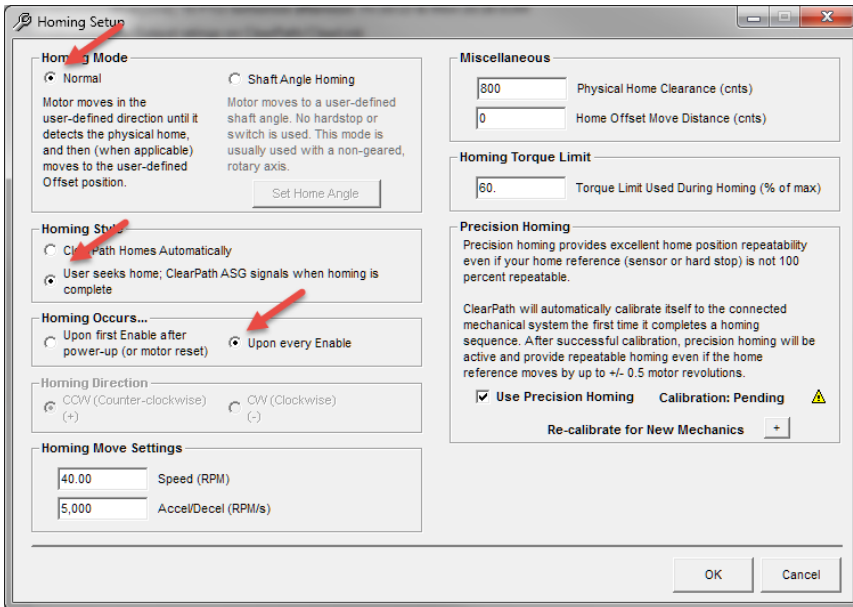 Homing Setup
Homing Mode
Normal
Motor moves in the
user-defined direction until it
detects the physical home,
and then (when applicable)
moves to the user-defined
Offset position.
Shaft Angle Homing
Motor moves to a user-defined
shaft angle. No hardstop or
switch is used. This mode is
usually used with a non-geared,
rotary axis.
Set Home Angle
Homing Style
ClearPath Homes Automatically
User seeks home; ClearPath ASG signals when homing is
complete
Homing Occurs...
Upon first Enable after
power-up (or motor reset)
Upon every Enable
Homing Direction
CCW (Counter-clockwise)
(+)
CW (Clockwise)
(-)
Homing Move Settings
40.00 Speed (RPM)
5,000 Accel/Decel (RPM/s)
Miscellaneous
800 Physical Home Clearance (cnts)
0 Home Offset Move Distance (cnts)
Homing Torque Limit
60. Torque Limit Used During Homing (% of max)
Precision Homing
Precision homing provides excellent home position repeatability
even if your home reference (sensor or hard stop) is not 100
percent repeatable.
ClearPath will automatically calibrate itself to the connected
mechanical system the first time it completes a homing
sequence. After successful calibration, precision homing will be
active and provide repeatable homing even if the home
reference moves by up to +/- 0.5 motor revolutions.
Use Precision Homing Calibration: Pending
Re-calibrate for New Mechanics +
OK Cancel